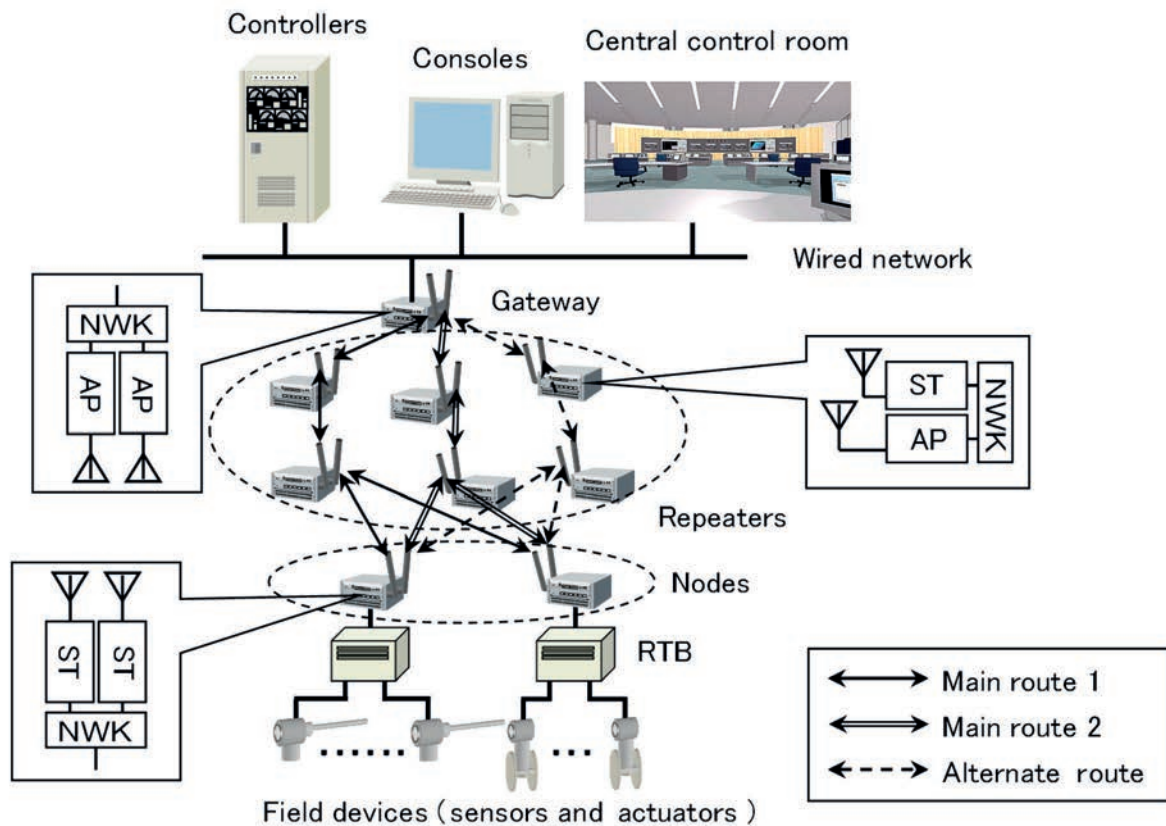 Controllers
Consoles
Central control room
Wired network
Gateway
NWK
AP
AP
ST
AP
NWK
Repeaters
Nodes
ST
ST
NWK
RTB
Field devices (sensors and actuators)
Main route 1
Main route 2
Alternate route